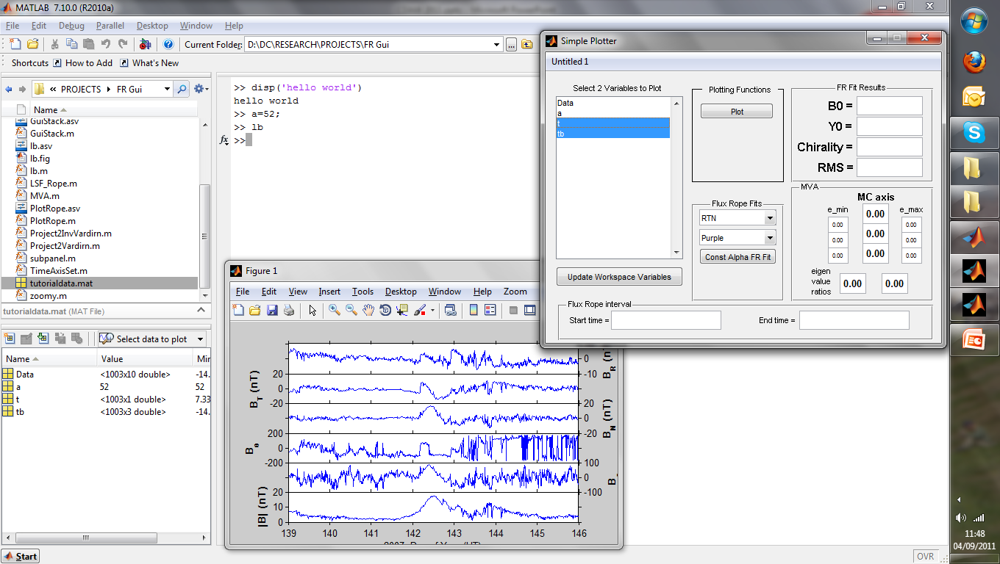 MATLAB 7.10.0 (R2010a)
File Edit Debug Parallel Desktop Window Help
Current Folder: D:\DC\RESEARCH\PROJECTS\FR Gui
Shortcuts How to Add What's New
« PROJECTS FR Gui
Name
GuiStack.asv
GuiStack.m
lb.asv
lb.fig
lb.m
LSF_Rope.m
MVA.m
PlotRope.asv
PlotRope.m
Project2InvVardirn.m
Project2Vardirn.m
subpanel.m
TimeAxisSet.m
tutorialdata.mat
zoomy.m
tutorialdata.mat (MAT File)
Select data to plot
Name Value Min
Data <1003x10 double> -14.
a 52 52
t <1003x1 double> 7.33
tb <1003x3 double> -14.
Start
>> disp('hello world')
hello world
>> a=52;
>> lb
fx >>
Figure 1
File Edit View Insert Tools Desktop Window Help Zoom
0
-10
B_R (n
20
0
-20
B_T (nT)
20
0
-20
B_N (nT)
200
0
-200
100
0
-100
20
10
0
|B| (nT)
139 140 141 142 143 144 145 146
Simple Plotter
Untitled 1
Select 2 Variables to Plot
Data
a
t
tb
Update Workspace Variables
Plotting Functions
Plot
Flux Rope Fits
RTN
Purple
Const Alpha FR Fit
FR Fit Results
B0 =
Y0 =
Chirality =
RMS =
MVA
MC axis
e_min e_max
0.00 0.00 0.00
0.00 0.00 0.00
0.00 0.00 0.00
eigen
value
ratios
0.00 0.00
Flux Rope interval
Start time = End time =
11:48
04/09/2011
OVR